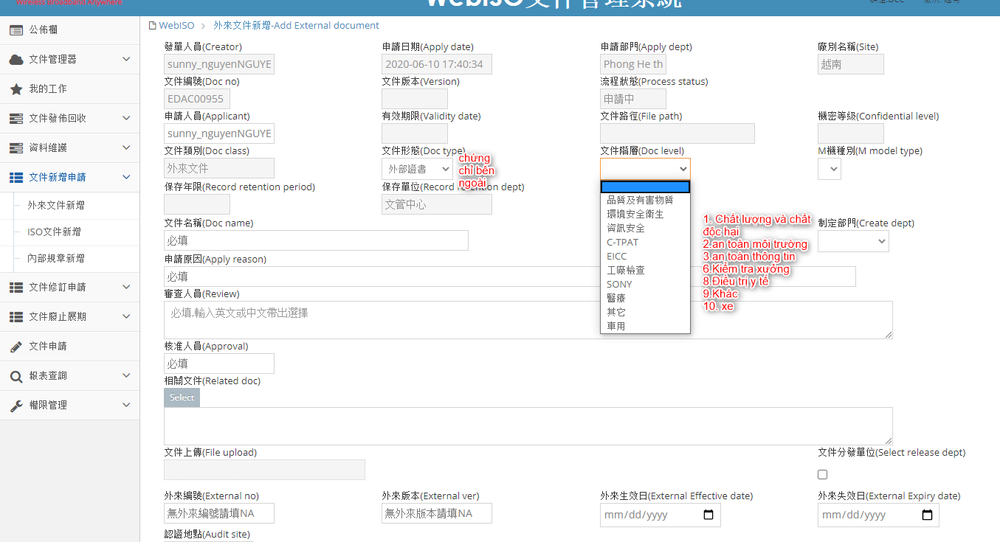 Wireless Broadband Anywhere
WebISO文件管理系統
公佈欄
文件管理器
我的工作
文件發佈回收
資料維護
文件新增申請
外來文件新增
ISO文件新增
內部規章新增
文件修訂申請
文件廢止展期
文件申請
報表查詢
權限管理
WebISO > 外來文件新增-Add External document
發單人員(Creator) 申請日期(Apply date) 申請部門(Apply dept) 廠別名稱(Site)
sunny_nguyenNGUYE 2020-06-10 17:40:34 Phong He th 越南
文件編號(Doc no) 文件版本(Version) 流程狀態(Process status)
EDAC00955 申請中
申請人員(Applicant) 有效期限(Validity date) 文件路徑(File path) 機密等級(Confidential level)
sunny_nguyenNGUYE
文件類別(Doc class) 文件形態(Doc type) 文件階層(Doc level) M機種別(M model type)
外來文件 外部證書
chứng
chỉ bên
ngoài
保存年限(Record retention period) 保存單位(Record retention dept)
文管中心
品質及有害物質
環境安全衛生
資訊安全
C-TPAT
EICC
工廠檢查
SONY
醫療
其它
車用
1. Chất lượng và chất
độc hại
2.an toàn môi trường
3.an toàn thông tin
6.Kiểm tra xưởng
8.Điều trị y tế
9.Khác
10. xe
文件名稱(Doc name) 制定部門(Create dept)
必填
申請原因(Apply reason)
必填
審查人員(Review)
必填,輸入英文或中文帶出選擇
核准人員(Approval)
必填
相關文件(Related doc)
Select
文件上傳(File upload) 文件分發單位(Select release dept)
外來編號(External no) 外來版本(External ver) 外來生效日(External Effective date) 外來失效日(External Expiry date)
無外來編號請填NA 無外來版本請填NA mm/dd/yyyy mm/dd/yyyy
認證地點(Audit site)